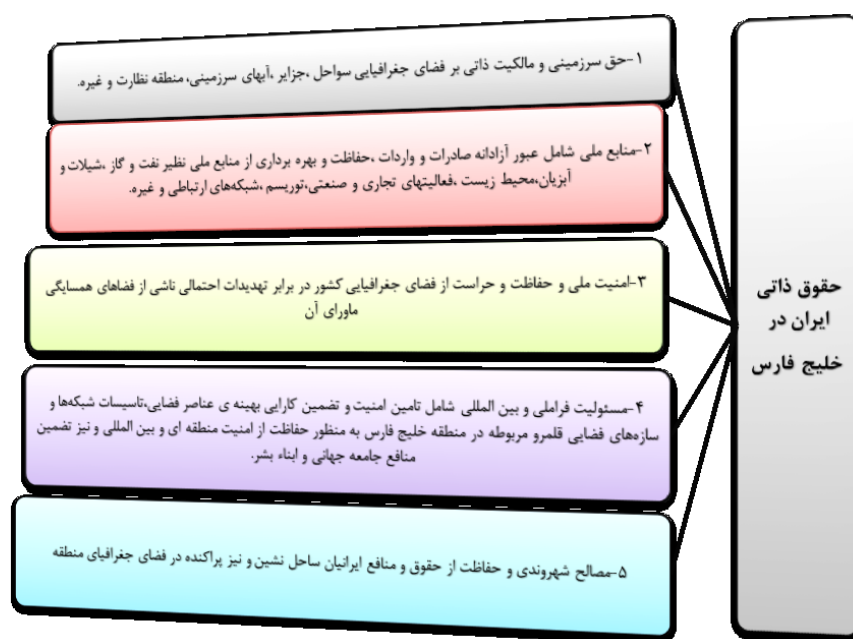 حقوق ذاتی
ایران در
خلیج فارس
۱-حق سرزمینی و مالکیت ذاتی بر فضای جغرافیایی سواحل ،جزایر ،آبهای سرزمینی، منطقه نظارت و غیره.
۲-منابع ملی شامل عبور آزادانه صادرات و واردات ،حفاظت و بهره برداری از منابع ملی نظیر نفت و گاز ،شیلات و
آبزیان،محیط زیست ،فعالیتهای تجاری و صنعتی،توریسم ،شبکه‌های ارتباطی و غیره.
۳-امنیت ملی و حفاظت و حراست از فضای جغرافیایی کشور در برابر تهدیدات احتمالی ناشی از فضاهای همسایگی
ماورای آن
۴-مسئولیت فراملی و بین المللی شامل تامین امنیت و تضمین کارایی بهینه ی عناصر فضایی،تاسیسات شبکه‌ها و
سازه‌های فضایی قلمرو مربوطه در منطقه خلیج فارس به منظور حفاظت از امنیت منطقه ای و بین المللی و نیز تضمین
منافع جامعه جهانی و ابناء بشر.
۵-مصالح شهروندی و حفاظت از حقوق و منافع ایرانیان ساحل نشین و نیز پراکنده در فضای جغرافیای منطقه